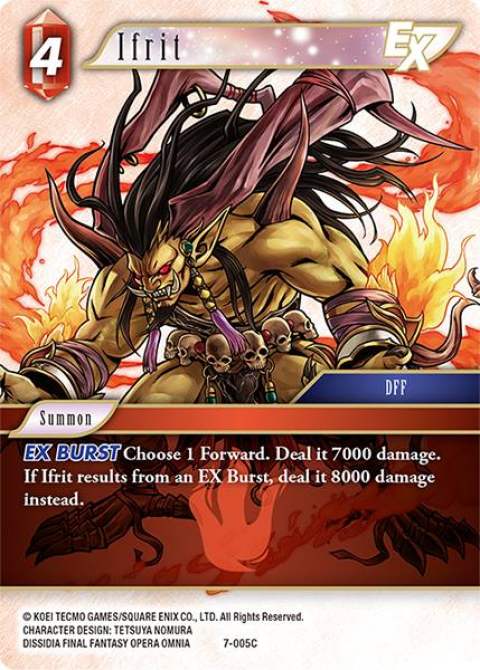 4
Ifrit
EX
DFF
Summon
EX BURST Choose 1 Forward. Deal it 7000 damage.
If Ifrit results from an EX Burst, deal it 8000 damage
instead.
© KOEI TECMO GAMES/SQUARE ENIX CO., LTD. All Rights Reserved.
CHARACTER DESIGN: TETSUYA NOMURA
DISSIDIA FINAL FANTASY OPERA OMNIA 7-005C